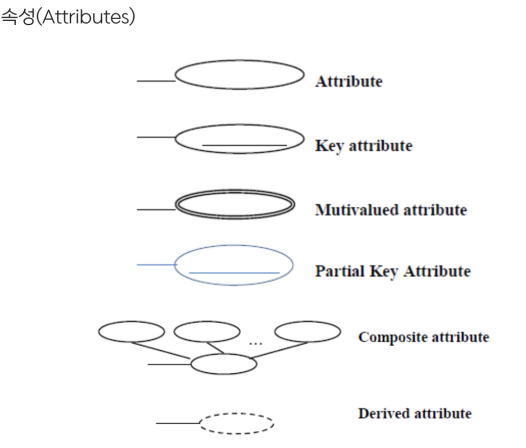 속성(Attributes)
Attribute
Key attribute
Mutivalued attribute
Partial Key Attribute
...
Composite attribute
Derived attribute